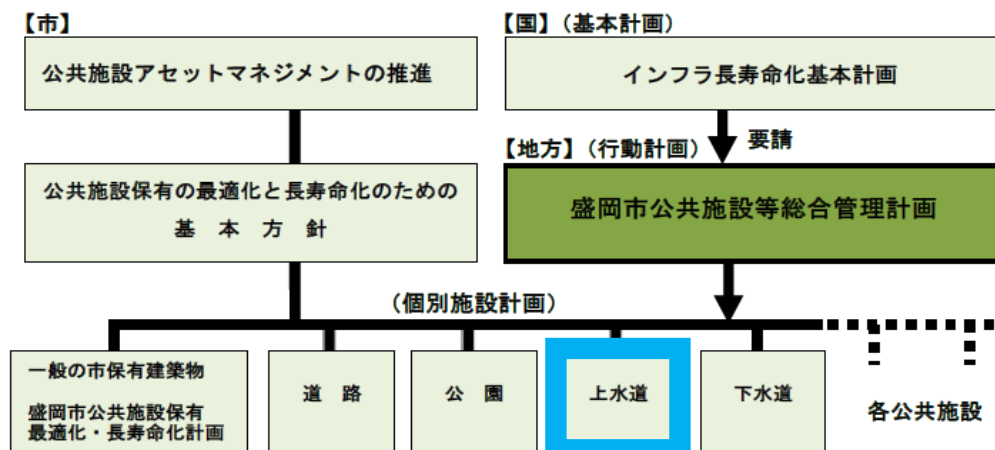 【市】
公共施設アセットマネジメントの推進
公共施設保有の最適化と長寿命化のための
基 本 方 針
【国】(基本計画)
インフラ長寿命化基本計画
要請
【地方】(行動計画)
盛岡市公共施設等総合管理計画
(個別施設計画)
一般の市保有建築物
盛岡市公共施設保有
最適化・長寿命化計画
道 路
公 園
上水道
下水道
各公共施設